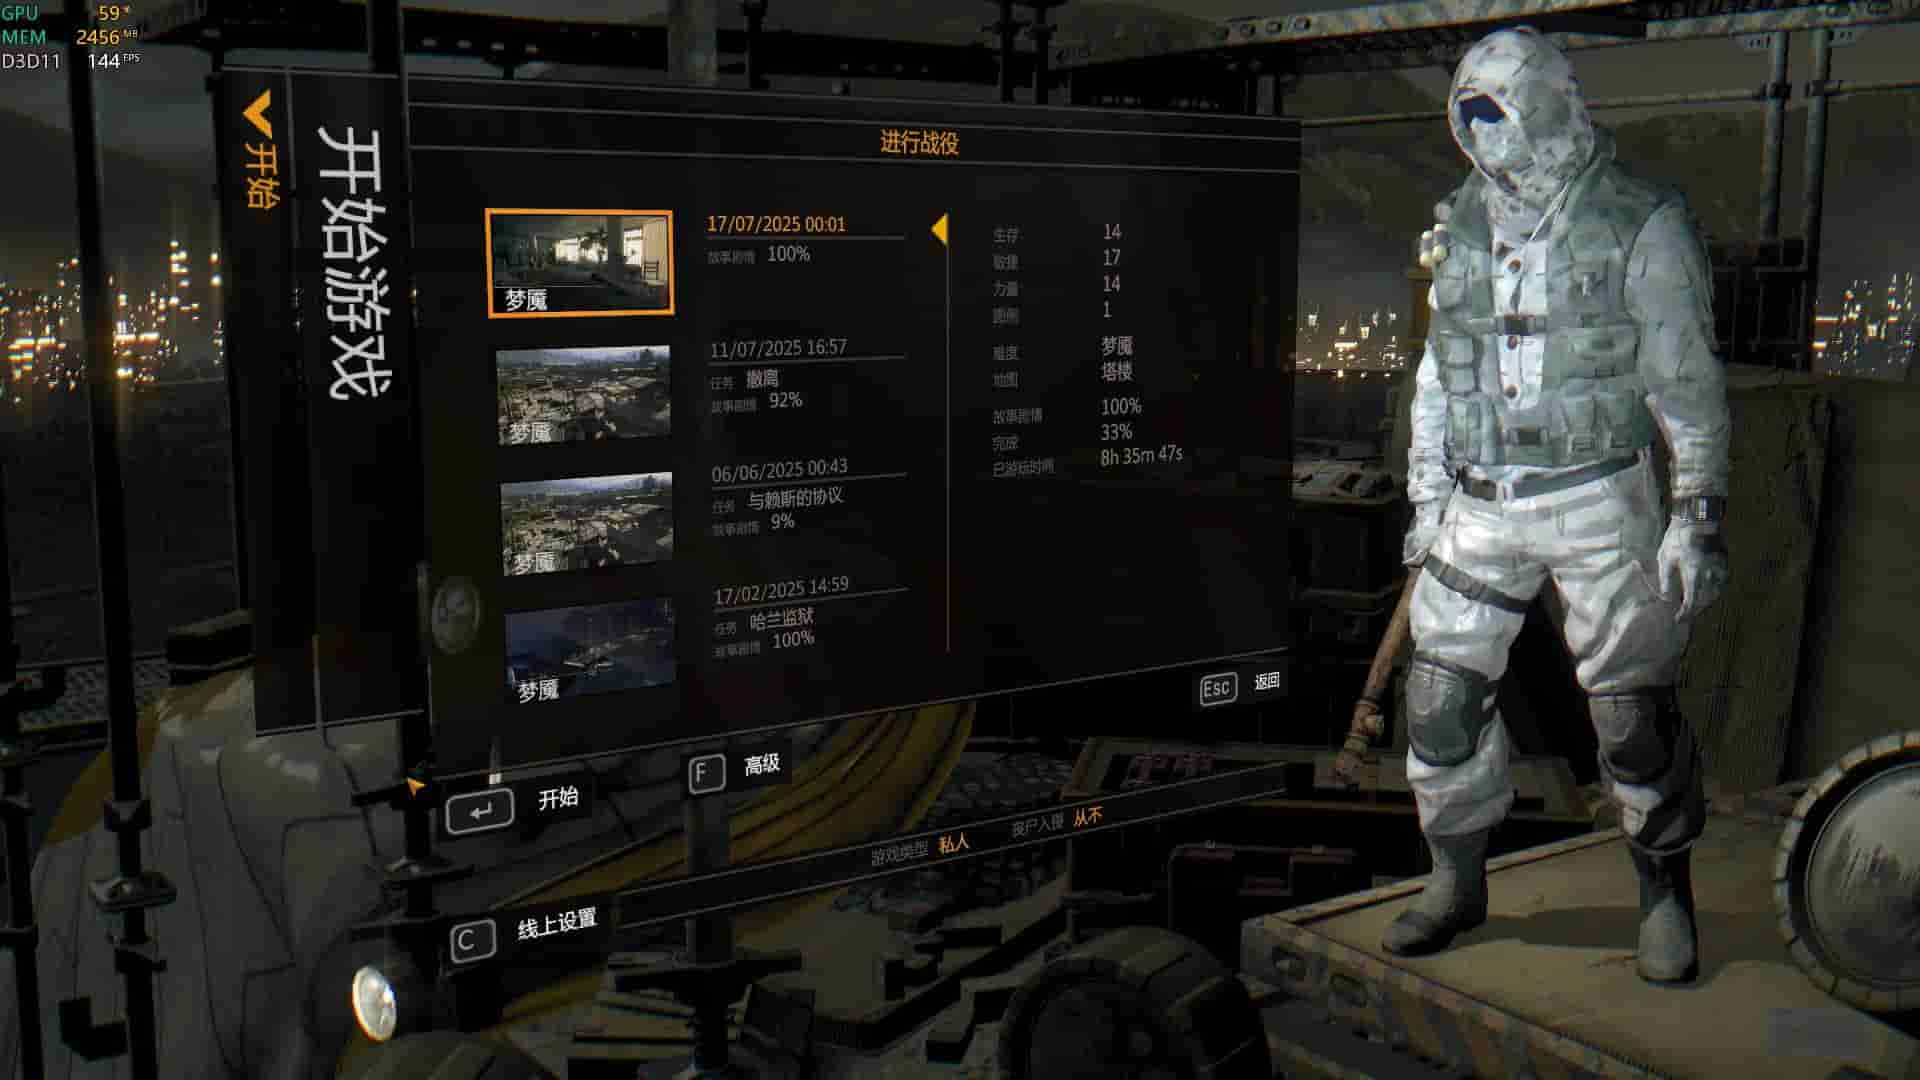 GPU 59°
MEM 2456 MB
D3D11 144 FPS
开始
开始游戏
进行战役
梦魇
17/07/2025 00:01
故事剧情 100%
梦魇
11/07/2025 16:57
任务 撤离
故事剧情 92%
梦魇
06/06/2025 00:43
任务 与赖斯的协议
故事剧情 9%
梦魇
17/02/2025 14:59
任务 哈兰监狱
故事剧情 100%
生存 14
敏捷 17
力量 14
1
难度 梦魇
地图 塔楼
故事剧情 100%
完成 33%
已游玩时间 8h 35m 47s
Esc 返回
开始
F 高级
游戏类型 私人 丧尸入侵 从不
C 线上设置